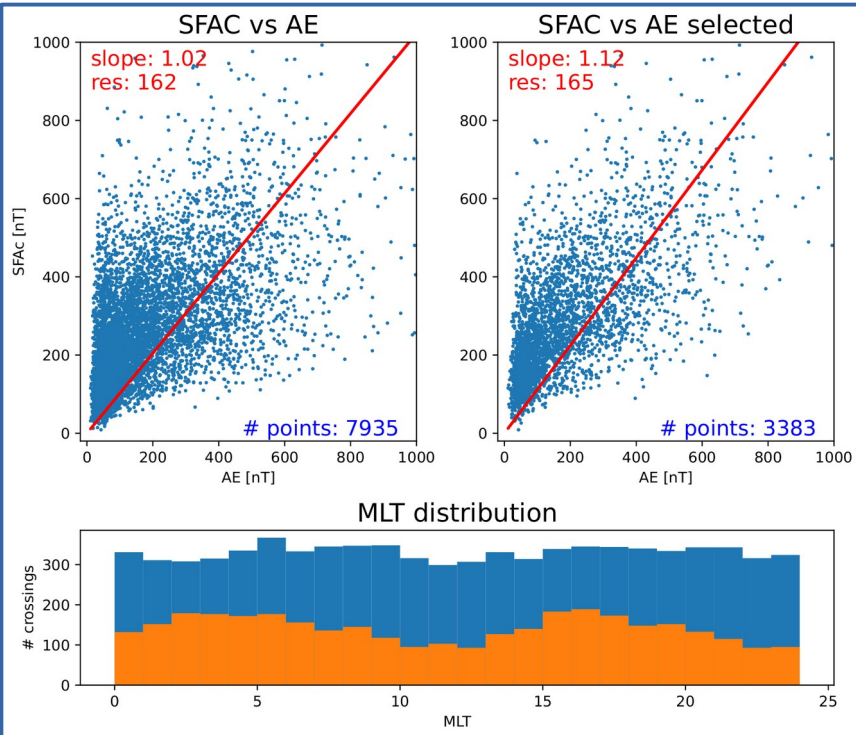 SFAC vs AE
SFAC vs AE selected
1000
800
600
400
200
0
SFAc [nT]
slope: 1.02
res: 162
# points: 7935
0 200 400 600 800 1000
AE [nT]
1000
800
600
400
200
0
slope: 1.12
res: 165
# points: 3383
0 200 400 600 800 1000
AE [nT]
MLT distribution
300
200
100
0
# crossings
0 5 10 15 20 25
MLT